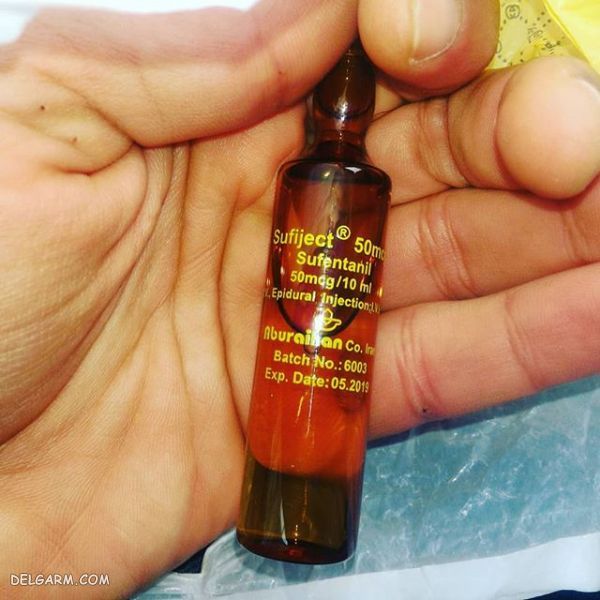 Sufiject® 50mc
Sufentanil
50mcg/10 ml
Epidural Injection;I.V
Aburaihan Co. Iran
Batch No.: 6003
Exp. Date: 05.2019
DELGARM.COM